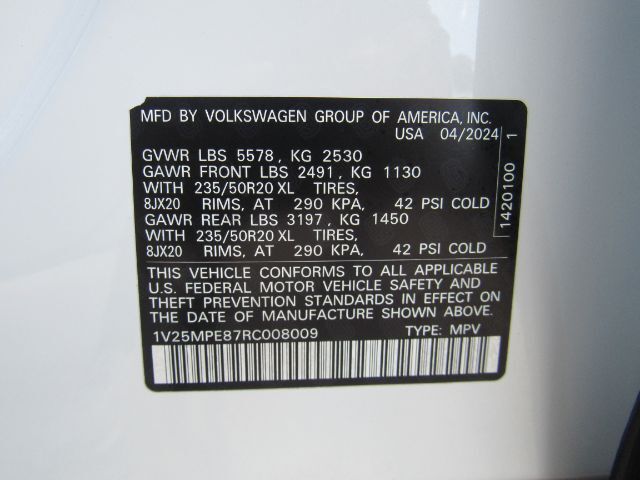 MFD BY VOLKSWAGEN GROUP OF AMERICA, INC.
USA 04/2024
GVWR LBS 5578, KG 2530
GAWR FRONT LBS 2491, KG 1130
WITH 235/50R20 XL TIRES,
8JX20 RIMS, AT 290 KPA, 42 PSI COLD
GAWR REAR LBS 3197, KG 1450
WITH 235/50R20 XL TIRES,
8JX20 RIMS, AT 290 KPA, 42 PSI COLD
THIS VEHICLE CONFORMS TO ALL APPLICABLE
U.S. FEDERAL MOTOR VEHICLE SAFETY AND
THEFT PREVENTION STANDARDS IN EFFECT ON
THE DATE OF MANUFACTURE SHOWN ABOVE.
1V25MPE87RC008009 TYPE: MPV
1420100 1